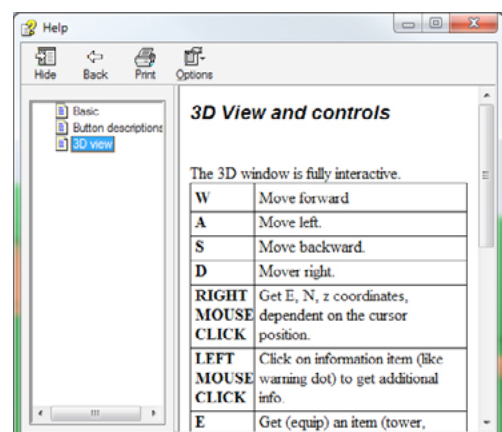 Help
Hide Back Print Options
Basic
Button descriptions
3D view
3D View and controls
The 3D window is fully interactive.
W Move forward
A Move left.
S Move backward.
D Mover right.
RIGHT MOUSE CLICK Get E, N, z coordinates,
dependent on the cursor
position.
LEFT MOUSE CLICK Click on information item (like
warning dot) to get additional
info.
E Get (equip) an item (tower,